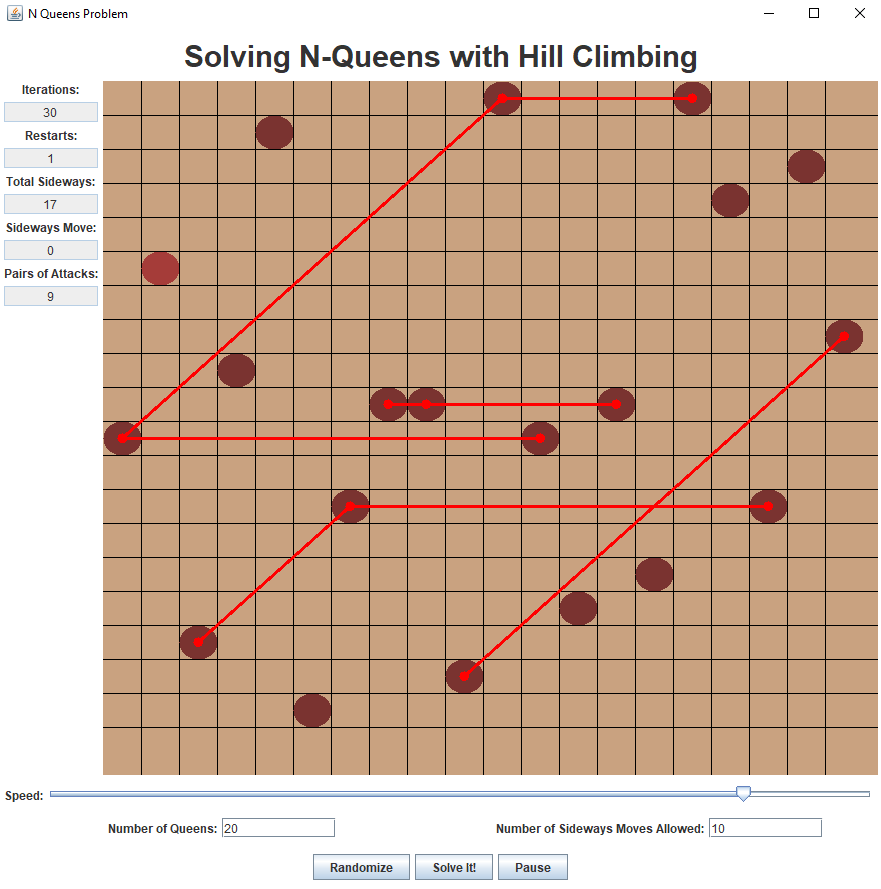 N Queens Problem
Solving N-Queens with Hill Climbing
Iterations:
30
Restarts:
1
Total Sideways:
17
Sideways Move:
0
Pairs of Attacks:
9
Speed:
Number of Queens: 20 Number of Sideways Moves Allowed: 10
Randomize Solve It! Pause